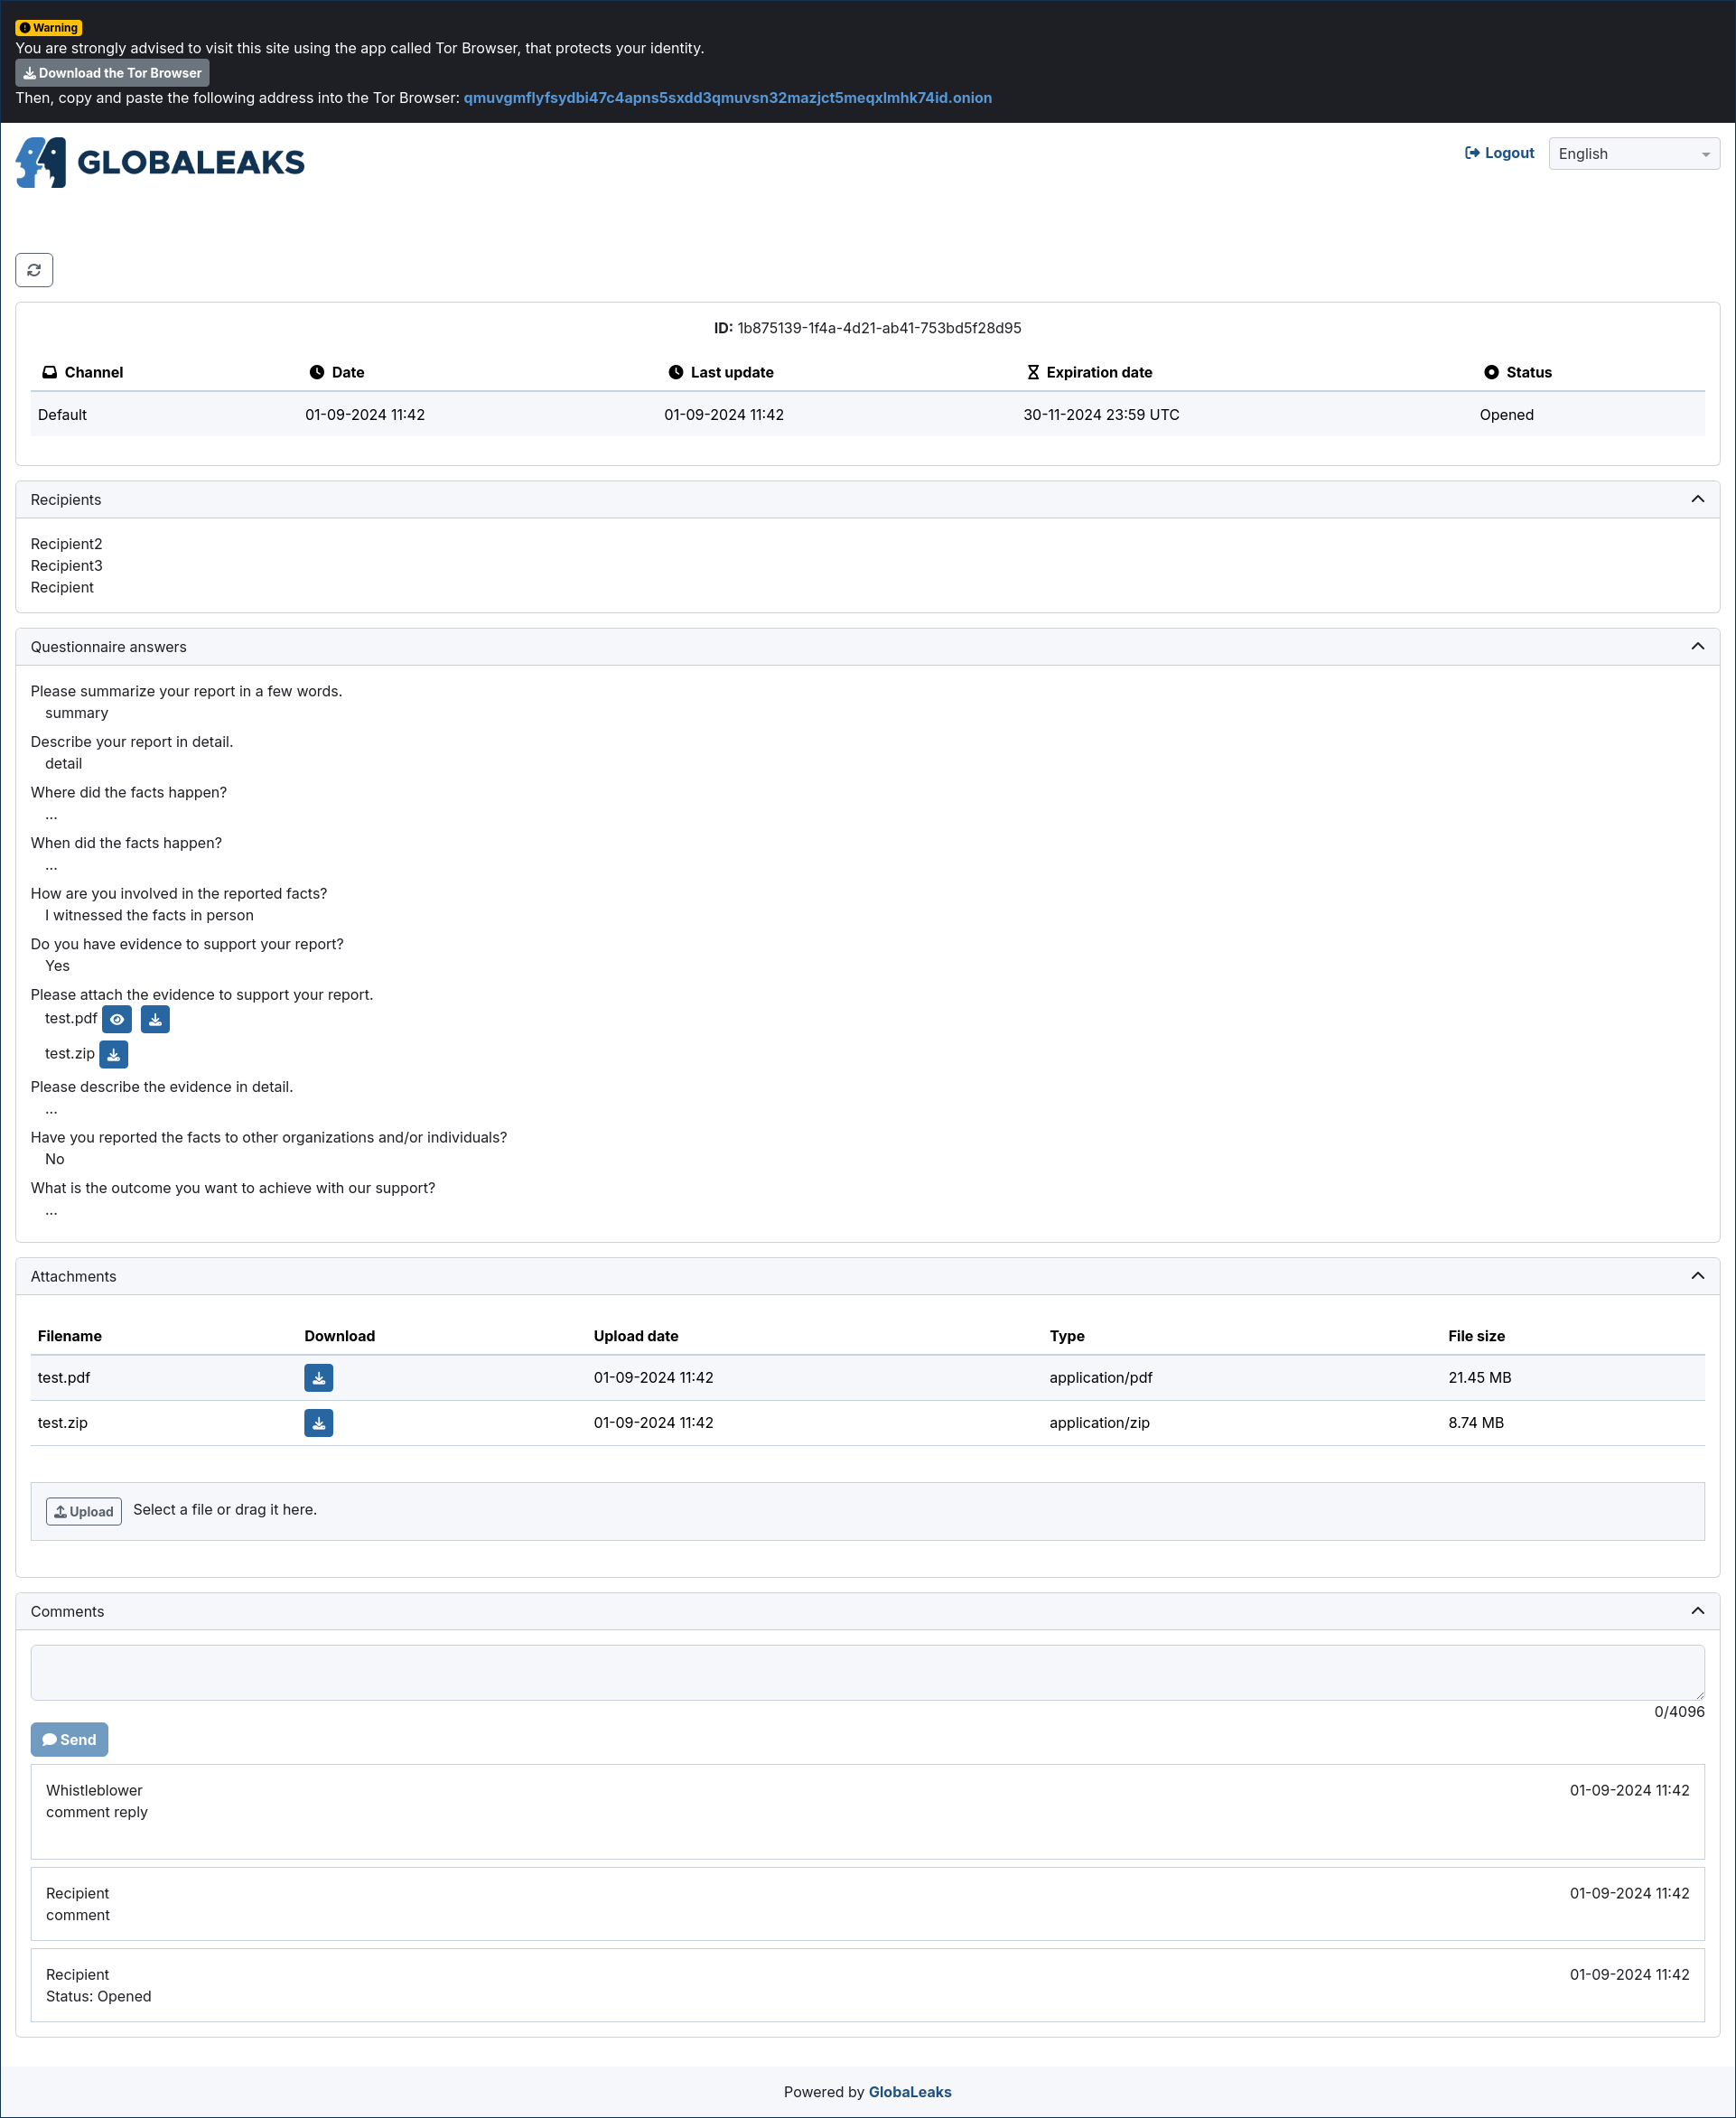 Warning
You are strongly advised to visit this site using the app called Tor Browser, that protects your identity.
Download the Tor Browser
Then, copy and paste the following address into the Tor Browser: qmuvgmflyfsydbi47c4apns5sxdd3qmuvsn32mazjct5meqxlmhk74id.onion
GLOBALEAKS
Logout English
ID: 1b875139-1f4a-4d21-ab41-753bd5f28d95
Channel Date Last update Expiration date Status
Default 01-09-2024 11:42 01-09-2024 11:42 30-11-2024 23:59 UTC Opened
Recipients
Recipient2
Recipient3
Recipient
Questionnaire answers
Please summarize your report in a few words.
summary
Describe your report in detail.
detail
Where did the facts happen?
...
When did the facts happen?
...
How are you involved in the reported facts?
I witnessed the facts in person
Do you have evidence to support your report?
Yes
Please attach the evidence to support your report.
test.pdf
test.zip
Please describe the evidence in detail.
...
Have you reported the facts to other organizations and/or individuals?
No
What is the outcome you want to achieve with our support?
...
Attachments
Filename Download Upload date Type File size
test.pdf 01-09-2024 11:42 application/pdf 21.45 MB
test.zip 01-09-2024 11:42 application/zip 8.74 MB
Upload Select a file or drag it here.
Comments
0/4096
Send
Whistleblower 01-09-2024 11:42
comment reply
Recipient 01-09-2024 11:42
comment
Recipient 01-09-2024 11:42
Status: Opened
Powered by GlobaLeaks